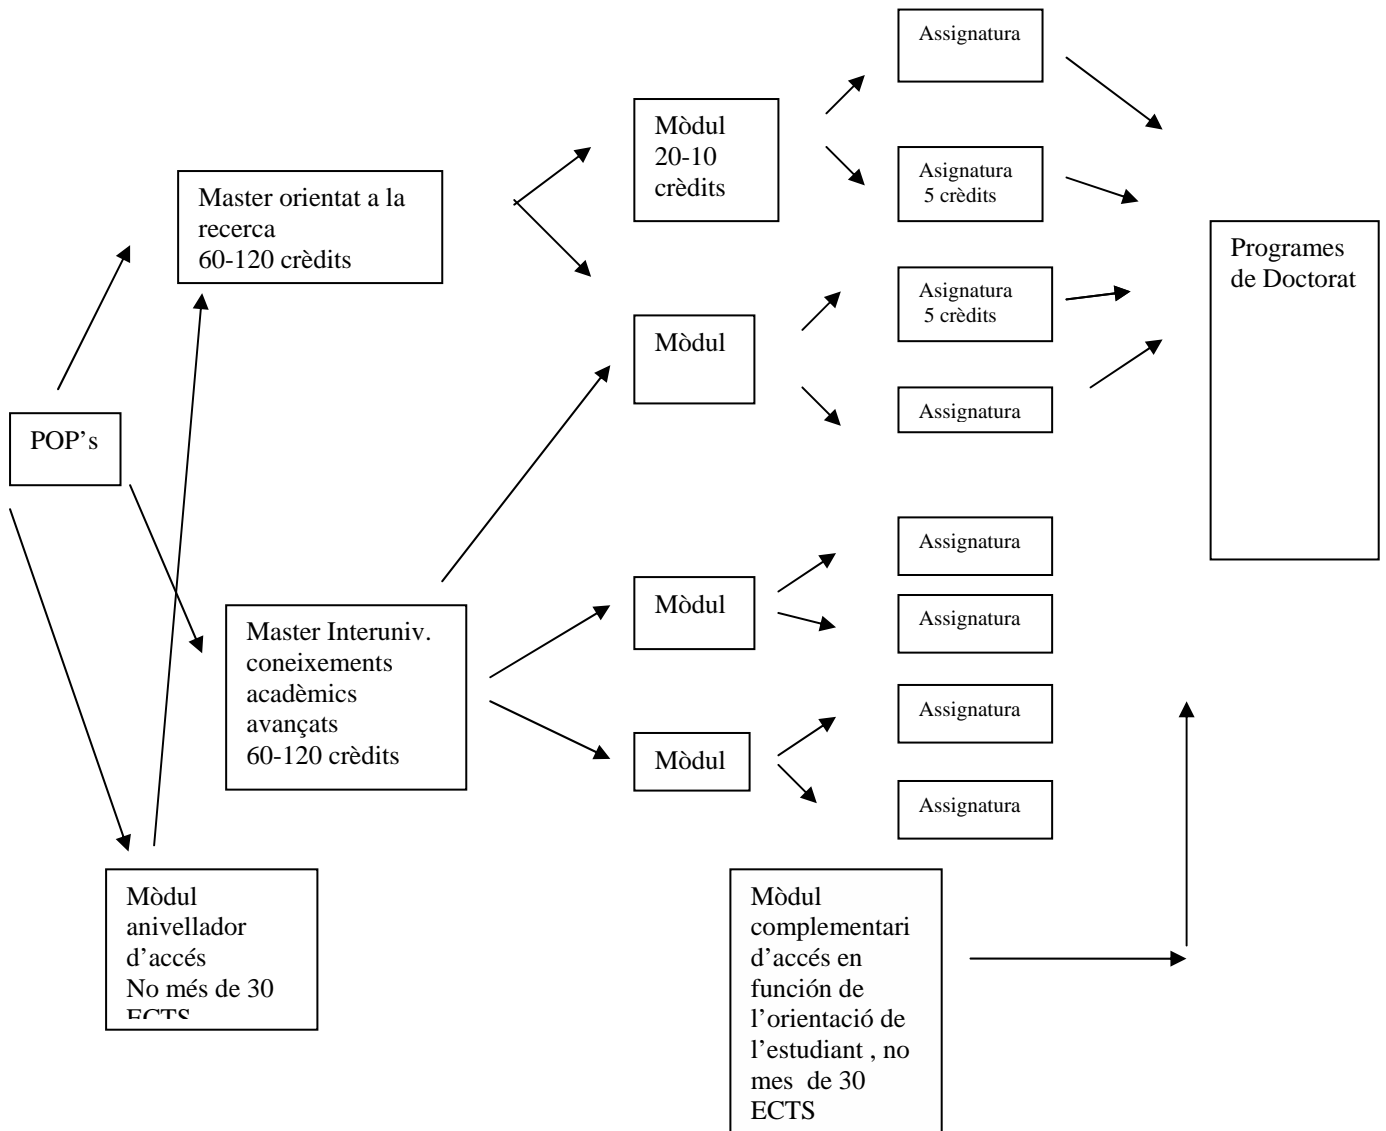 Assignatura
Mòdul
20-10
crèdits
Asignatura
5 crèdits
Master orientat a la
recerca
60-120 crèdits
Programes
de Doctorat
Asignatura
5 crèdits
Mòdul
Assignatura
POP’s
Assignatura
Mòdul
Assignatura
Master Interuniv.
coneixements
acadèmics
avançats
60-120 crèdits
Assignatura
Mòdul
Assignatura
Mòdul
anivellador
d’accés
No més de 30
ECTS
Mòdul
complementari
d’accés en
función de
l’orientació de
l’estudiant , no
mes de 30
ECTS